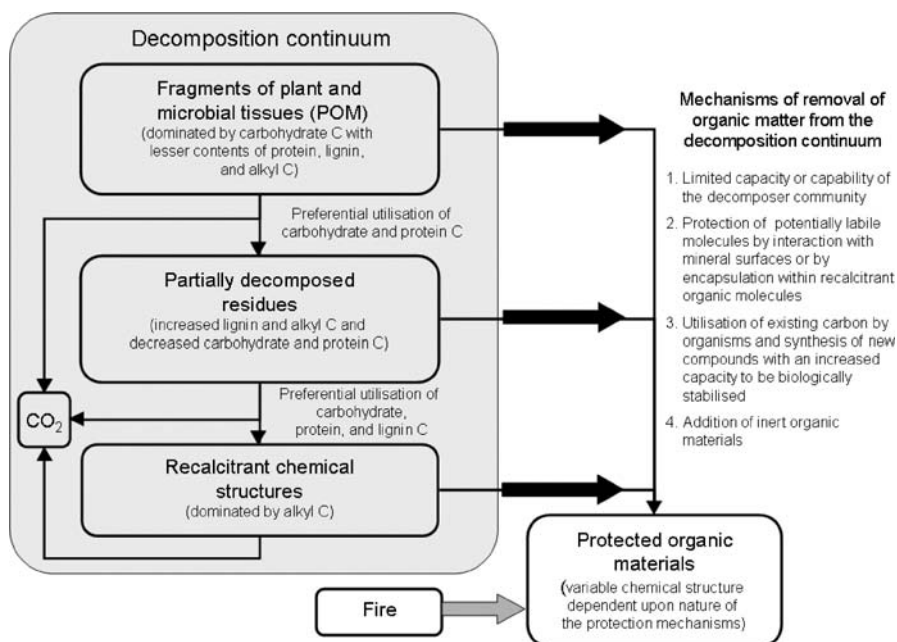 Decomposition continuum
Fragments of plant and
microbial tissues (POM)
(dominated by carbohydrate C with
lesser contents of protein, lignin,
and alkyl C)
Preferential utilisation of
carbohydrate and protein C
Partially decomposed
residues
(increased lignin and alkyl C and
decreased carbohydrate and protein C)
Preferential utilisation of
carbohydrate,
protein, and lignin C
CO₂
Recalcitrant chemical
structures
(dominated by alkyl C)
Mechanisms of removal of
organic matter from the
decomposition continuum
1. Limited capacity or capability of
the decomposer community
2. Protection of potentially labile
molecules by interaction with
mineral surfaces or by
encapsulation within recalcitrant
organic molecules
3. Utilisation of existing carbon by
organisms and synthesis of new
compounds with an increased
capacity to be biologically
stabilised
4. Addition of inert organic
materials
Protected organic
materials
(variable chemical structure
dependent upon nature of
the protection mechanisms)
Fire